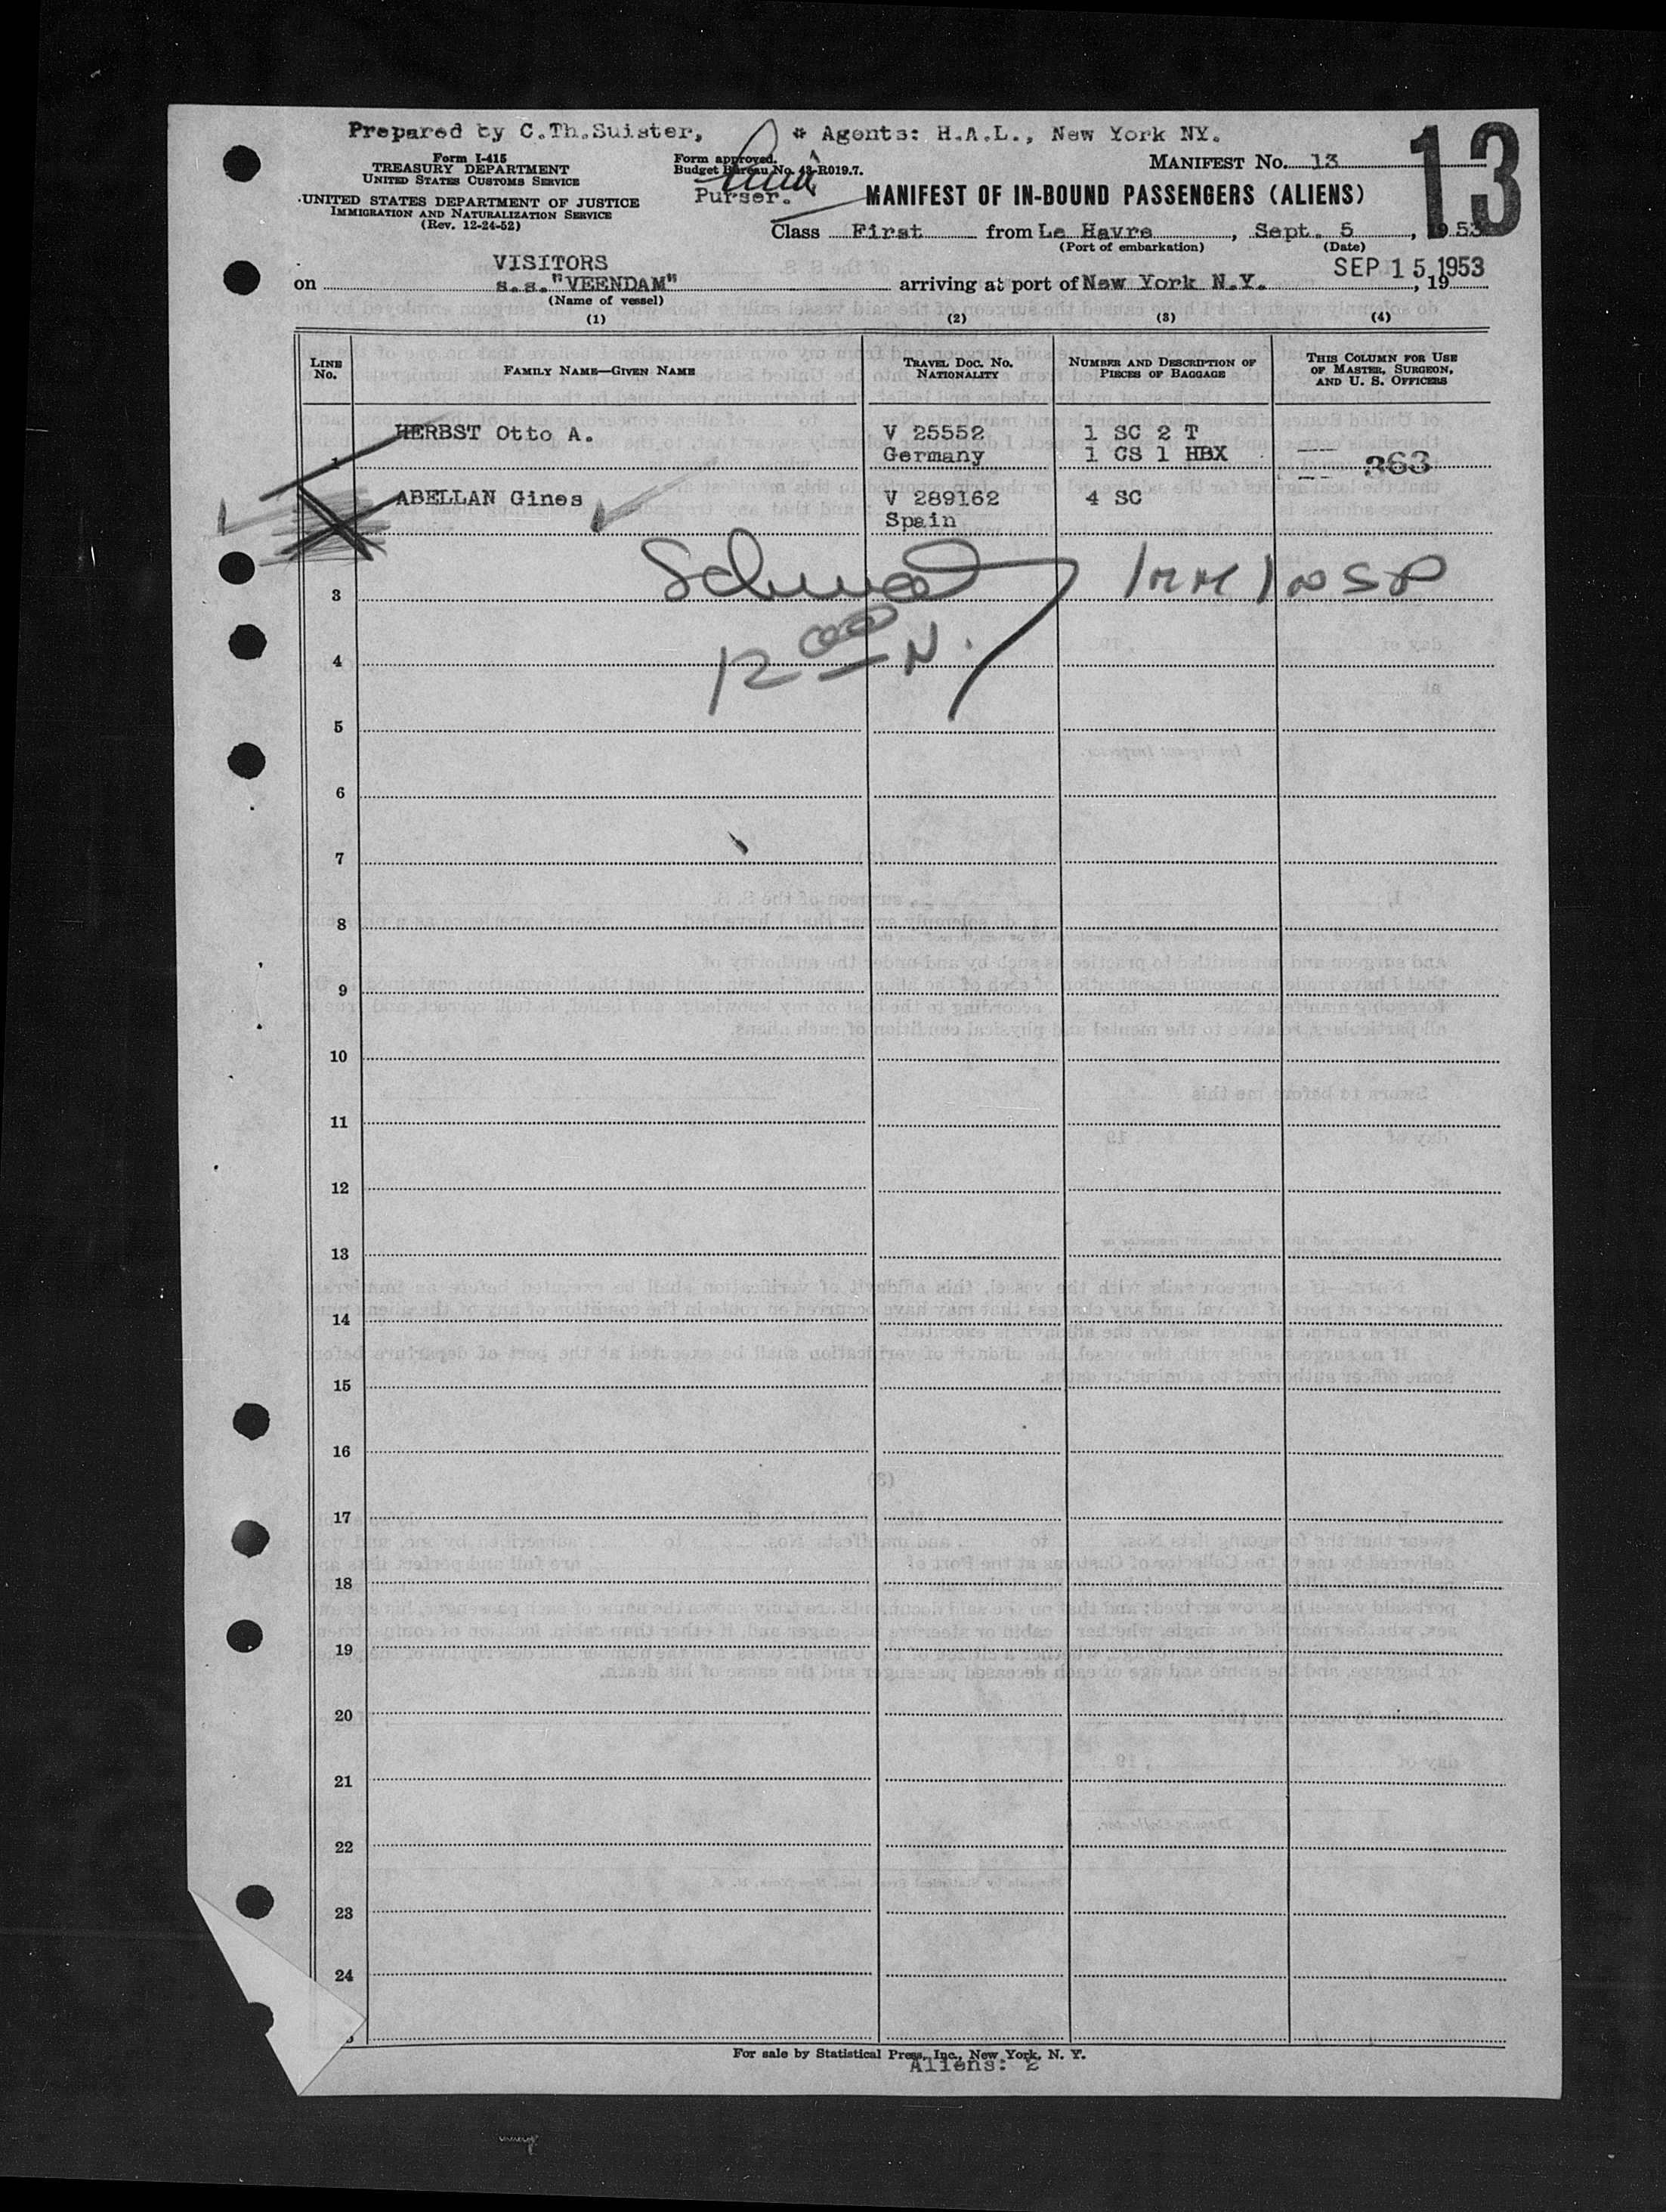 Prepared by C.Th.Suister, * Agents: H.A.L., New York NY.
Form I-415
TREASURY DEPARTMENT
UNITED STATES CUSTOMS SERVICE
UNITED STATES DEPARTMENT OF JUSTICE
IMMIGRATION AND NATURALIZATION SERVICE
(Rev. 12-24-52)
Form approved.
Budget Bureau No. 43-R019.7.
Purser.
MANIFEST NO. 13
13
MANIFEST OF IN-BOUND PASSENGERS (ALIENS)
Class First from Le Havre, Sept. 5, 1953
(Port of embarkation) (Date)
VISITORS
on s.s."VEENDAM" arriving at port of New York N.Y. SEP 15 1953, 19
(Name of vessel)
(1) (2) (3) (4)
LINE NO. FAMILY NAME—GIVEN NAME TRAVEL DOC. NO. NATIONALITY NUMBER AND DESCRIPTION OF PIECES OF BAGGAGE THIS COLUMN FOR USE OF MASTER, SURGEON, AND U. S. OFFICERS
HERBST Otto A. V 25552 1 SC 2 T
1 Germany 1 CS 1 HBX 363
ABELLAN Gines V 289162 4 SC
Spain
3
12 00 N.
4
5
6
7
8
9
10
11
12
13
14
15
16
17
18
19
20
21
22
23
24
For sale by Statistical Press, Inc., New York, N. Y.
Aliens: 2